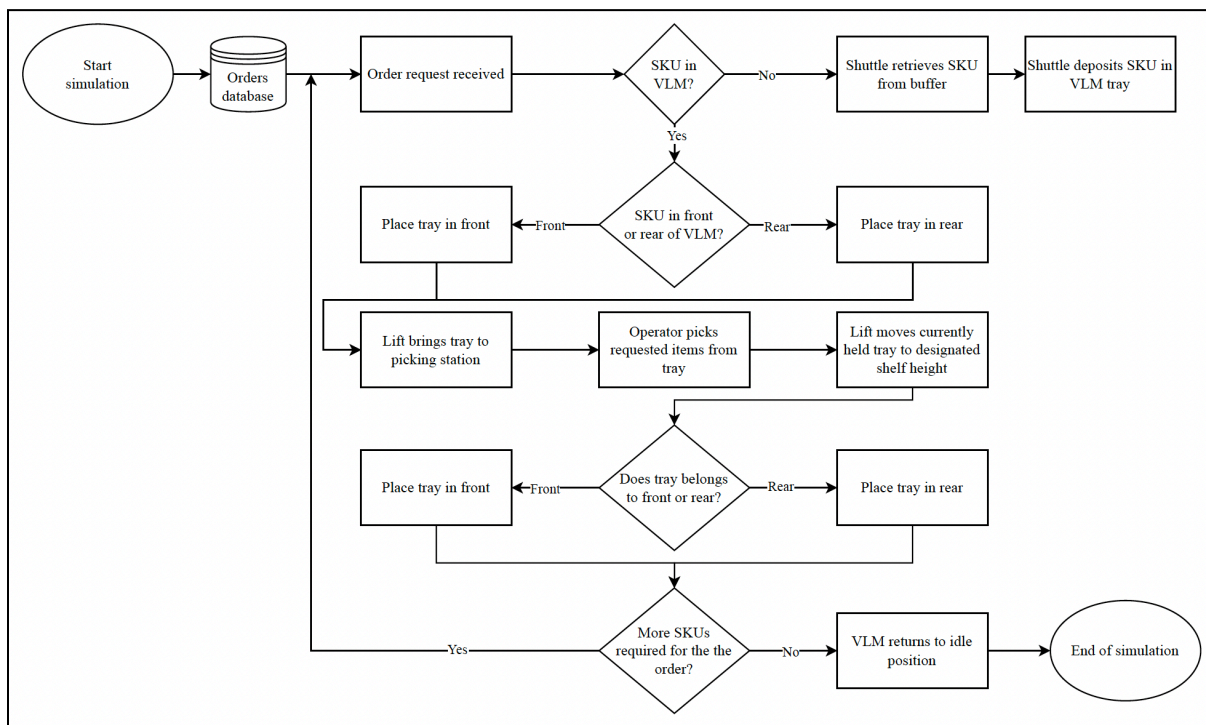 Start
simulation
Orders
database
Order request received
SKU in
VLM?
No
Shuttle retrieves SKU
from buffer
Shuttle deposits SKU in
VLM tray
Yes
Place tray in front
Front
SKU in front
or rear of VLM?
Rear
Place tray in rear
Lift brings tray to
picking station
Operator picks
requested items from
tray
Lift moves currently
held tray to designated
shelf height
Place tray in front
Front
Does tray belongs
to front or rear?
Rear
Place tray in rear
Yes
More SKUs
required for the the
order?
No
VLM returns to idle
position
End of simulation